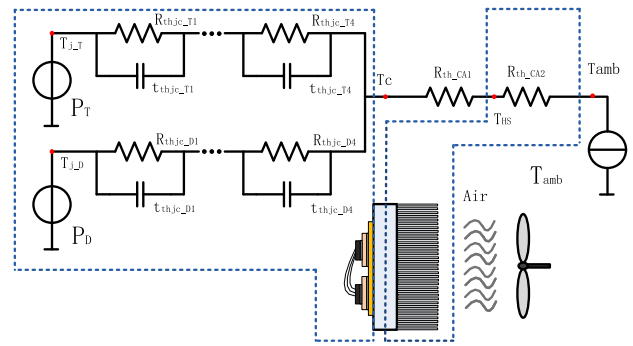 R_thjc_T1
R_thjc_T4
T_j_T
t_thjc_T1
t_thjc_T4
P_T
Tc
R_th_CA1
R_th_CA2
Tamb
T_HS
R_thjc_D1
R_thjc_D4
T_j_D
t_thjc_D1
t_thjc_D4
P_D
T_amb
Air